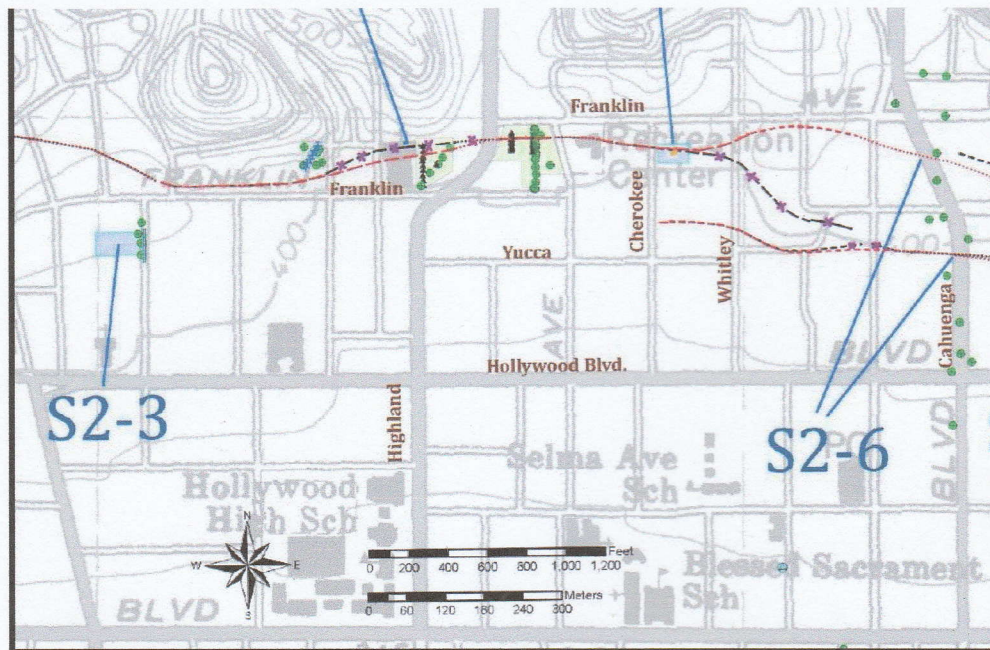 500
Franklin
AVE
Recreation
Center
FRANKLIN
Franklin
Cherokee
Yucca
Whitley
400
400
AVE
Cahuenga
Hollywood Blvd.
BLVD
S2-3
Highland
S2-6
BLVD
PO
Selma Ave
Sch
Hollywood
High Sch
N
W
E
S
Feet
0 200 400 600 800 1,000 1,200
Meters
0 60 120 180 240 300
Blessed Sacrament
Sch
BLVD